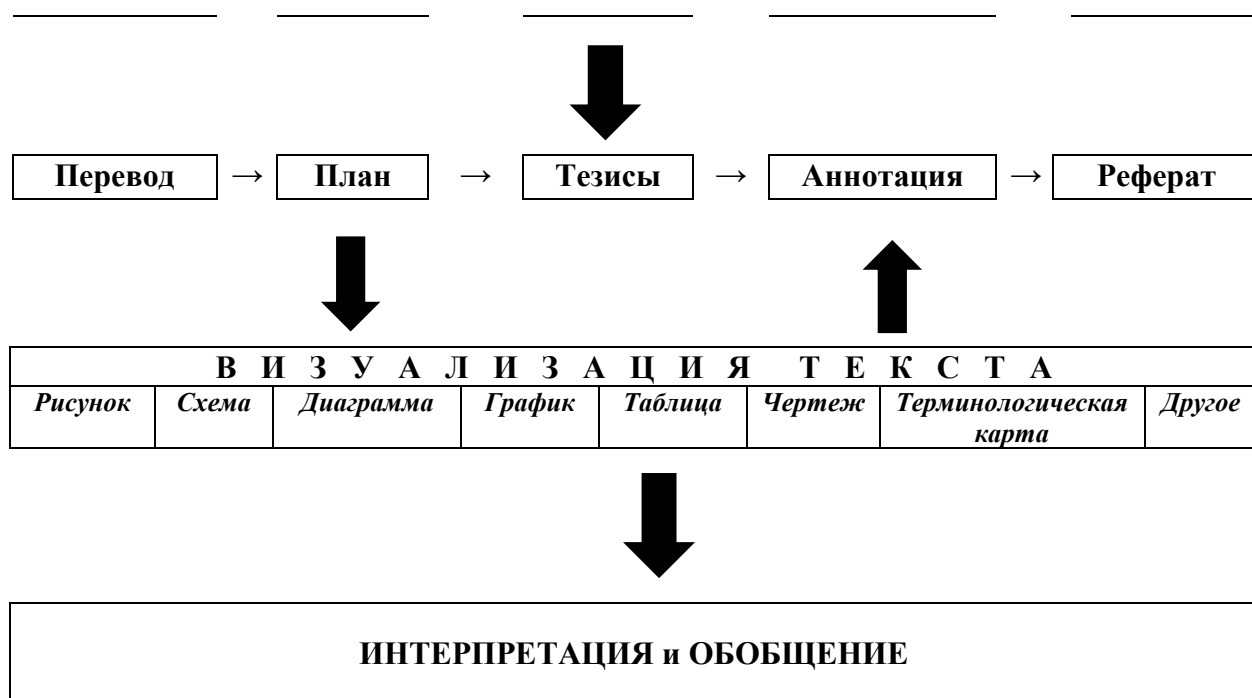 Перевод → План → Тезисы → Аннотация → Реферат
В И З У А Л И З А Ц И Я Т Е К С Т А
Рисунок Схема Диаграмма График Таблица Чертеж Терминологическая карта Другое
ИНТЕРПРЕТАЦИЯ и ОБОБЩЕНИЕ